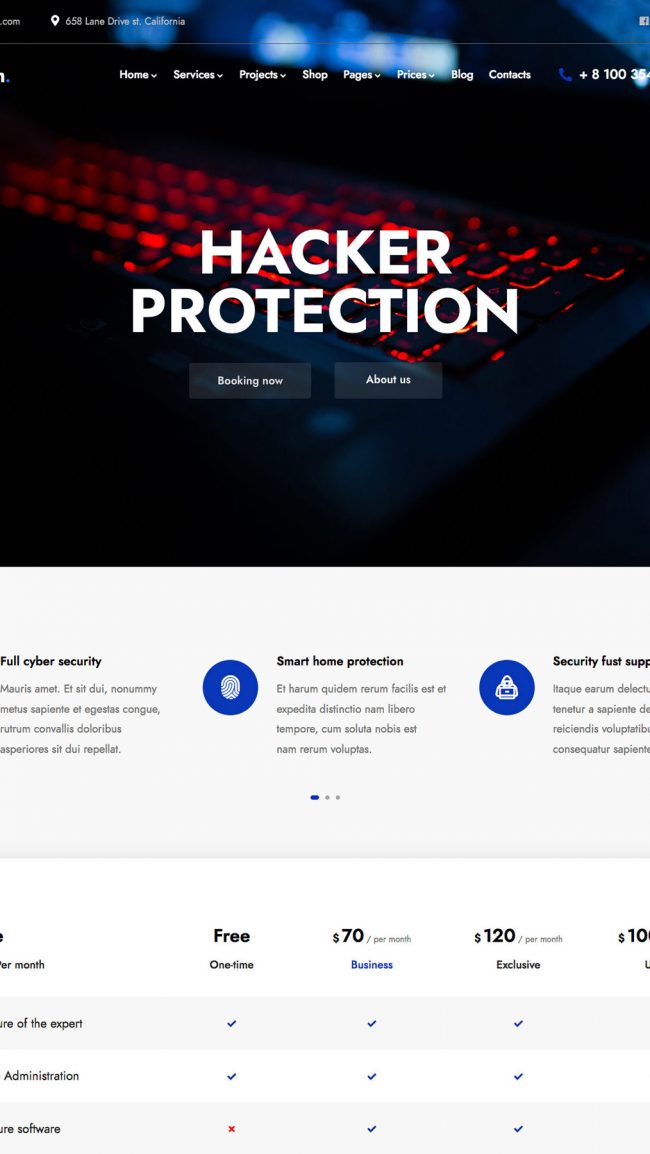 .com 658 Lane Drive st. California
Home Services Projects Shop Pages Prices Blog Contacts + 8 100 354
HACKER
PROTECTION
Booking now About us
Full cyber security
Mauris amet. Et sit dui, nonummy
metus sapiente et egestas congue,
rutrum convallis doloribus
asperiores sit dui repellat.
Smart home protection
Et harum quidem rerum facilis est et
expedita distinctio nam libero
tempore, cum soluta nobis est
nam rerum voluptas.
Security fust supp
Itaque earum delectu
tenetur a sapiente de
reiciendis voluptatibu
consequatur sapiente
Free $ 70 / per month $ 120 / per month $ 100
Per month One-time Business Exclusive U
ure of the expert
Administration
ure software